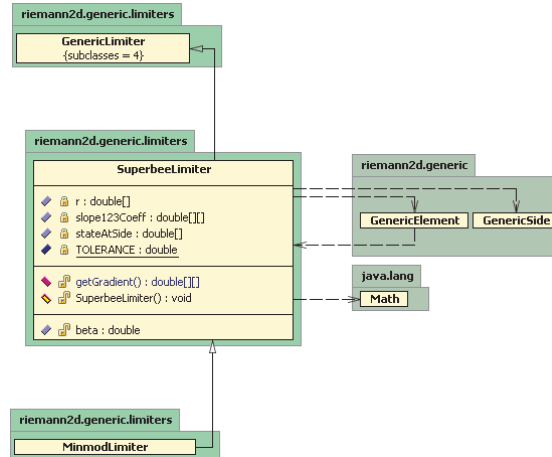 riemann2d.generic.limiters
GenericLimiter
{subclasses = 4}
riemann2d.generic.limiters
SuperbeeLimiter
r : double[]
slope123Coeff : double[][]
stateAtSide : double[]
TOLERANCE : double
getGradient() : double[][]
SuperbeeLimiter() : void
beta : double
riemann2d.generic
GenericElement
GenericSide
java.lang
Math
riemann2d.generic.limiters
MinmodLimiter